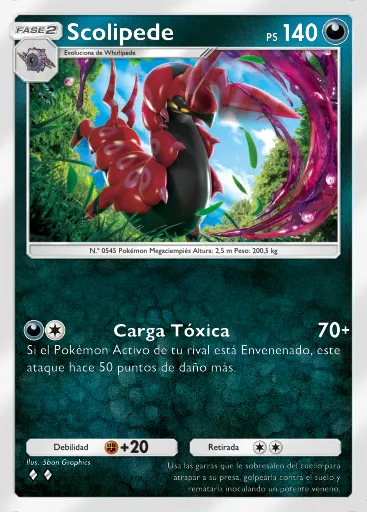 FASE 2
Scolipede
PS 140
Evoluciona de Whirlipede
N.º 0545 Pokémon Megaciempiés Altura: 2,5 m Peso: 200,5 kg
Carga Tóxica 70+
Si el Pokémon Activo de tu rival está Envenenado, este
ataque hace 50 puntos de daño más.
Debilidad +20 Retirada
Ilus. 5ban Graphics
Usa las garras que le sobresalen del cuello para
atrapar a su presa, golpearla contra el suelo y
rematarla inoculando un potente veneno.